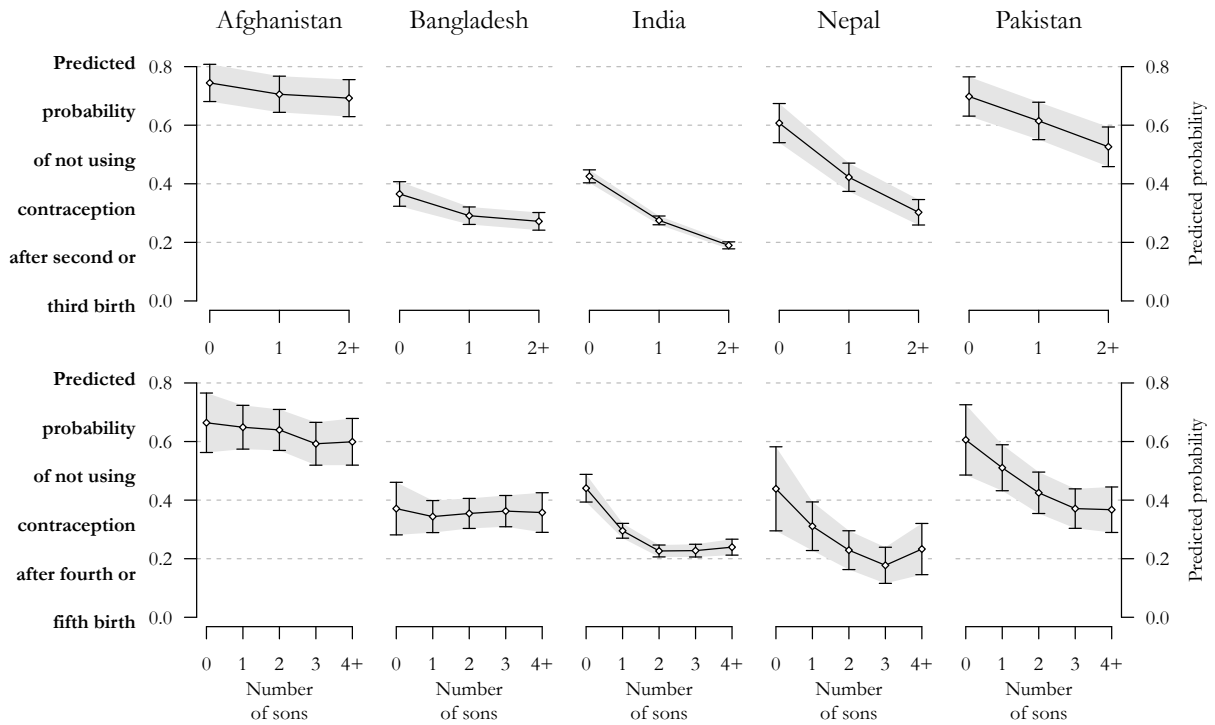 Afghanistan Bangladesh India Nepal Pakistan
Predicted
probability
of not using
contraception
after second or
third birth
0.8
0.6
0.4
0.2
0.0
0.8
0.6
0.4
0.2
0.0
Predicted probability
0 1 2+ 0 1 2+ 0 1 2+ 0 1 2+ 0 1 2+
Predicted
probability
of not using
contraception
after fourth or
fifth birth
0.8
0.6
0.4
0.2
0.0
0.8
0.6
0.4
0.2
0.0
Predicted probability
0 1 2 3 4+ 0 1 2 3 4+ 0 1 2 3 4+ 0 1 2 3 4+ 0 1 2 3 4+
Number Number Number Number Number
of sons of sons of sons of sons of sons